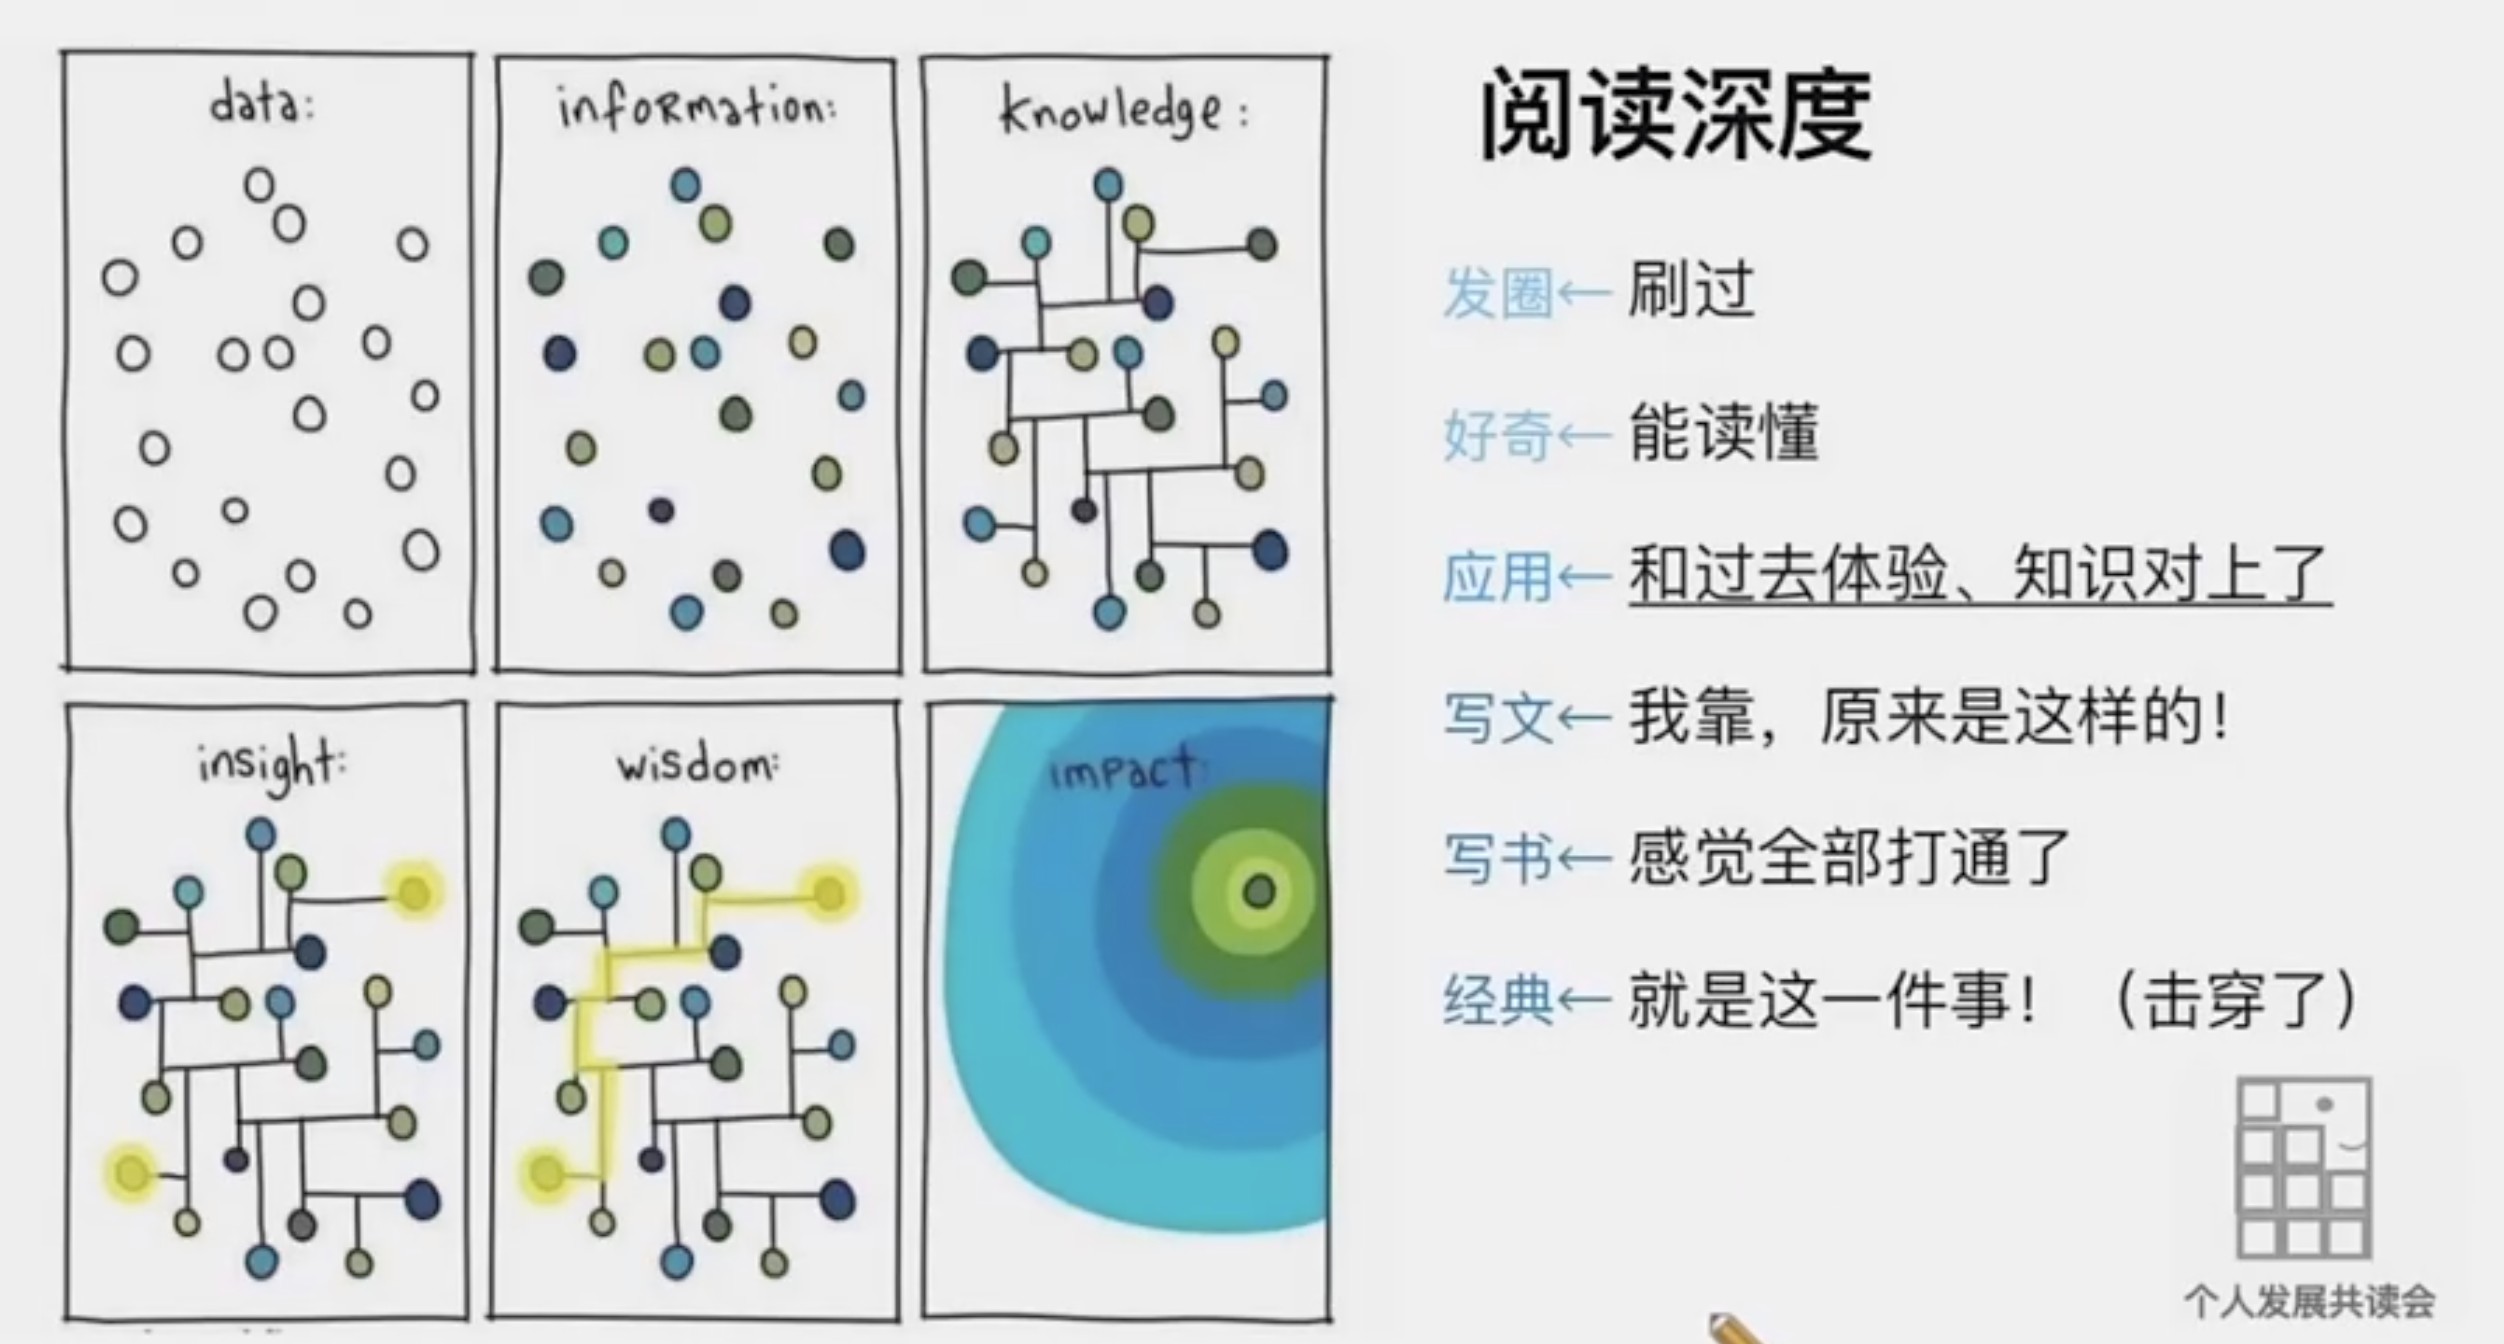 data:
information:
knowledge:
insight:
wisdom:
impact:
阅读深度
发圈← 刷过
好奇← 能读懂
应用← 和过去体验、知识对上了
写文← 我靠，原来是这样的！
写书← 感觉全部打通了
经典← 就是这一件事！（击穿了）
个人发展共读会